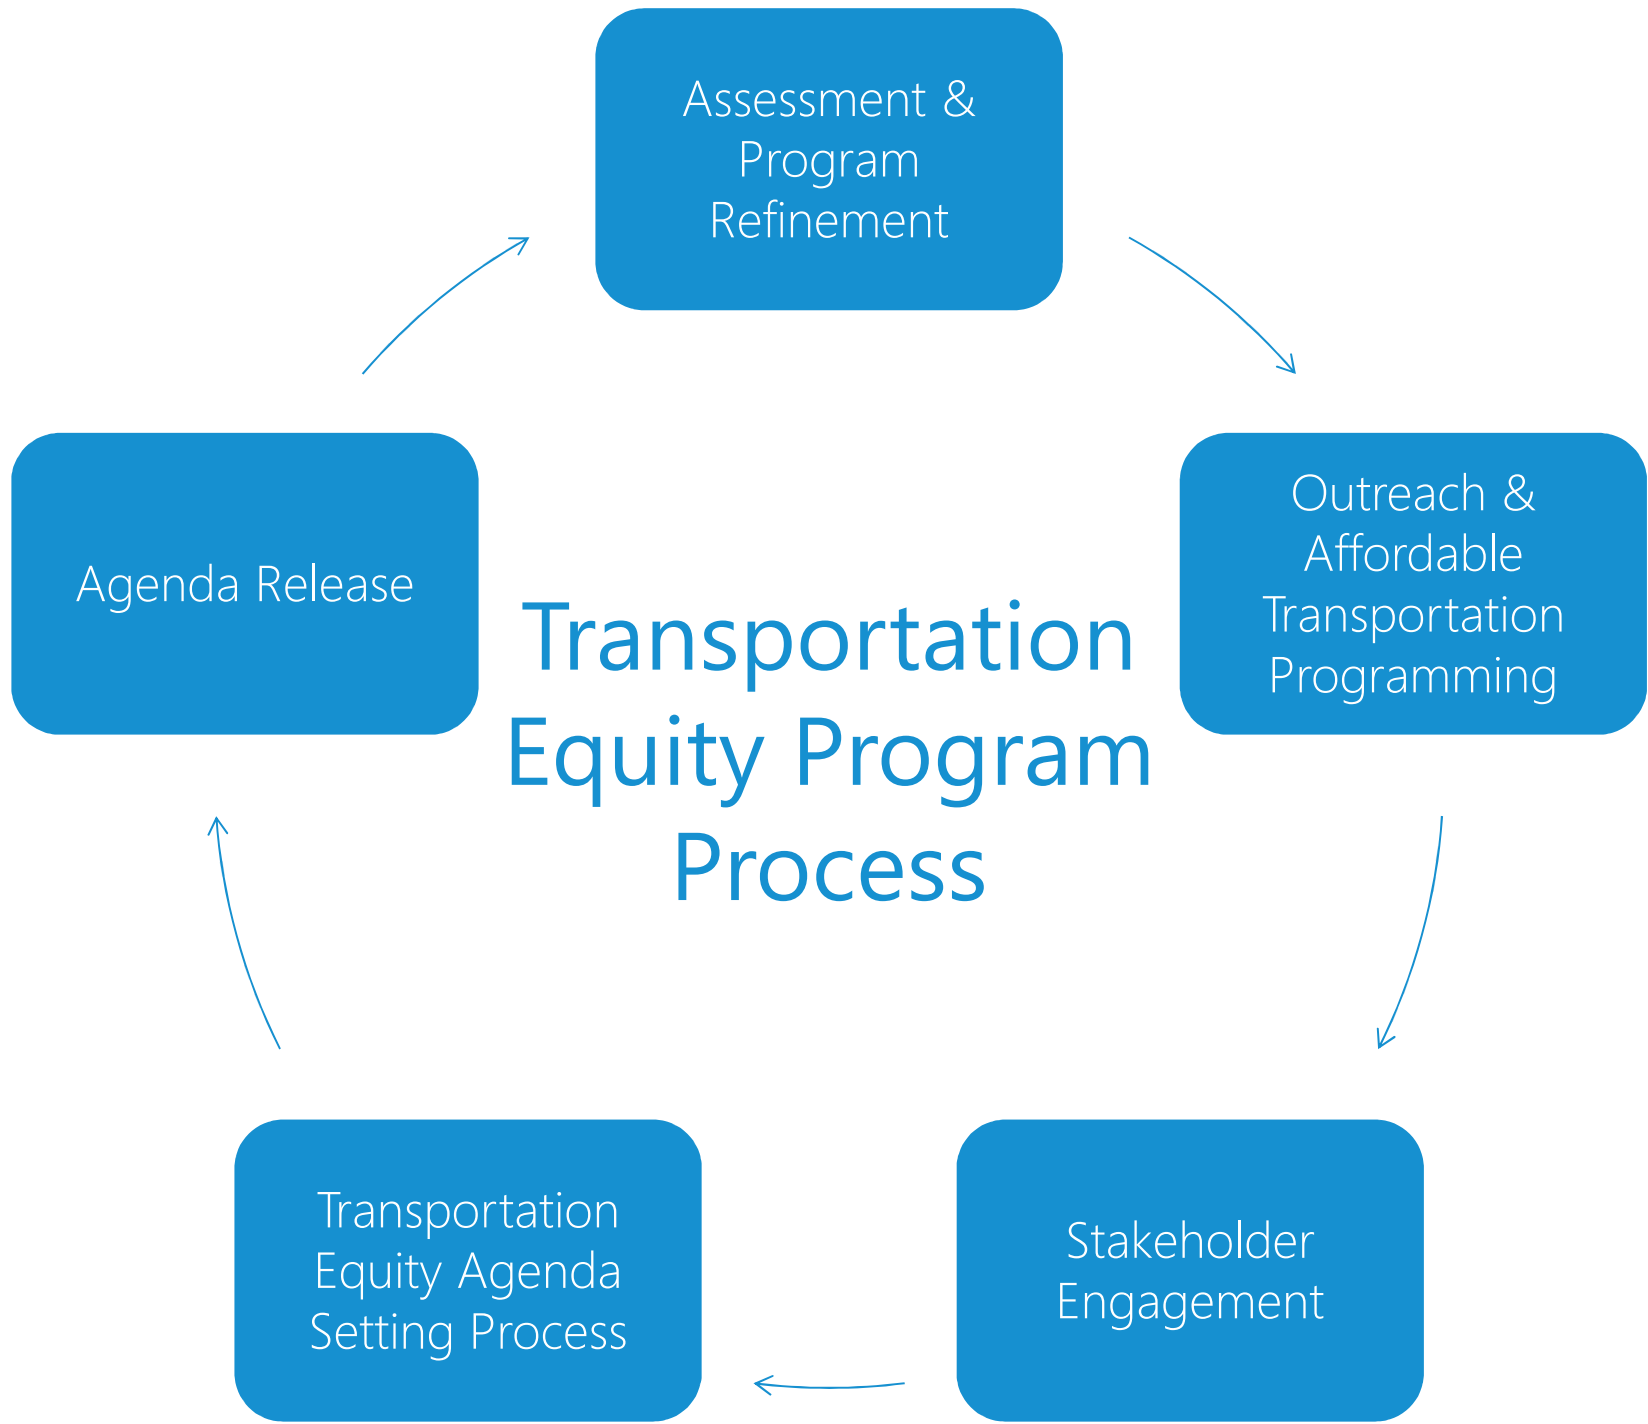 Assessment &
Program
Refinement
Outreach &
Affordable
Transportation
Programming
Stakeholder
Engagement
Transportation
Equity Agenda
Setting Process
Agenda Release
Transportation
Equity Program
Process